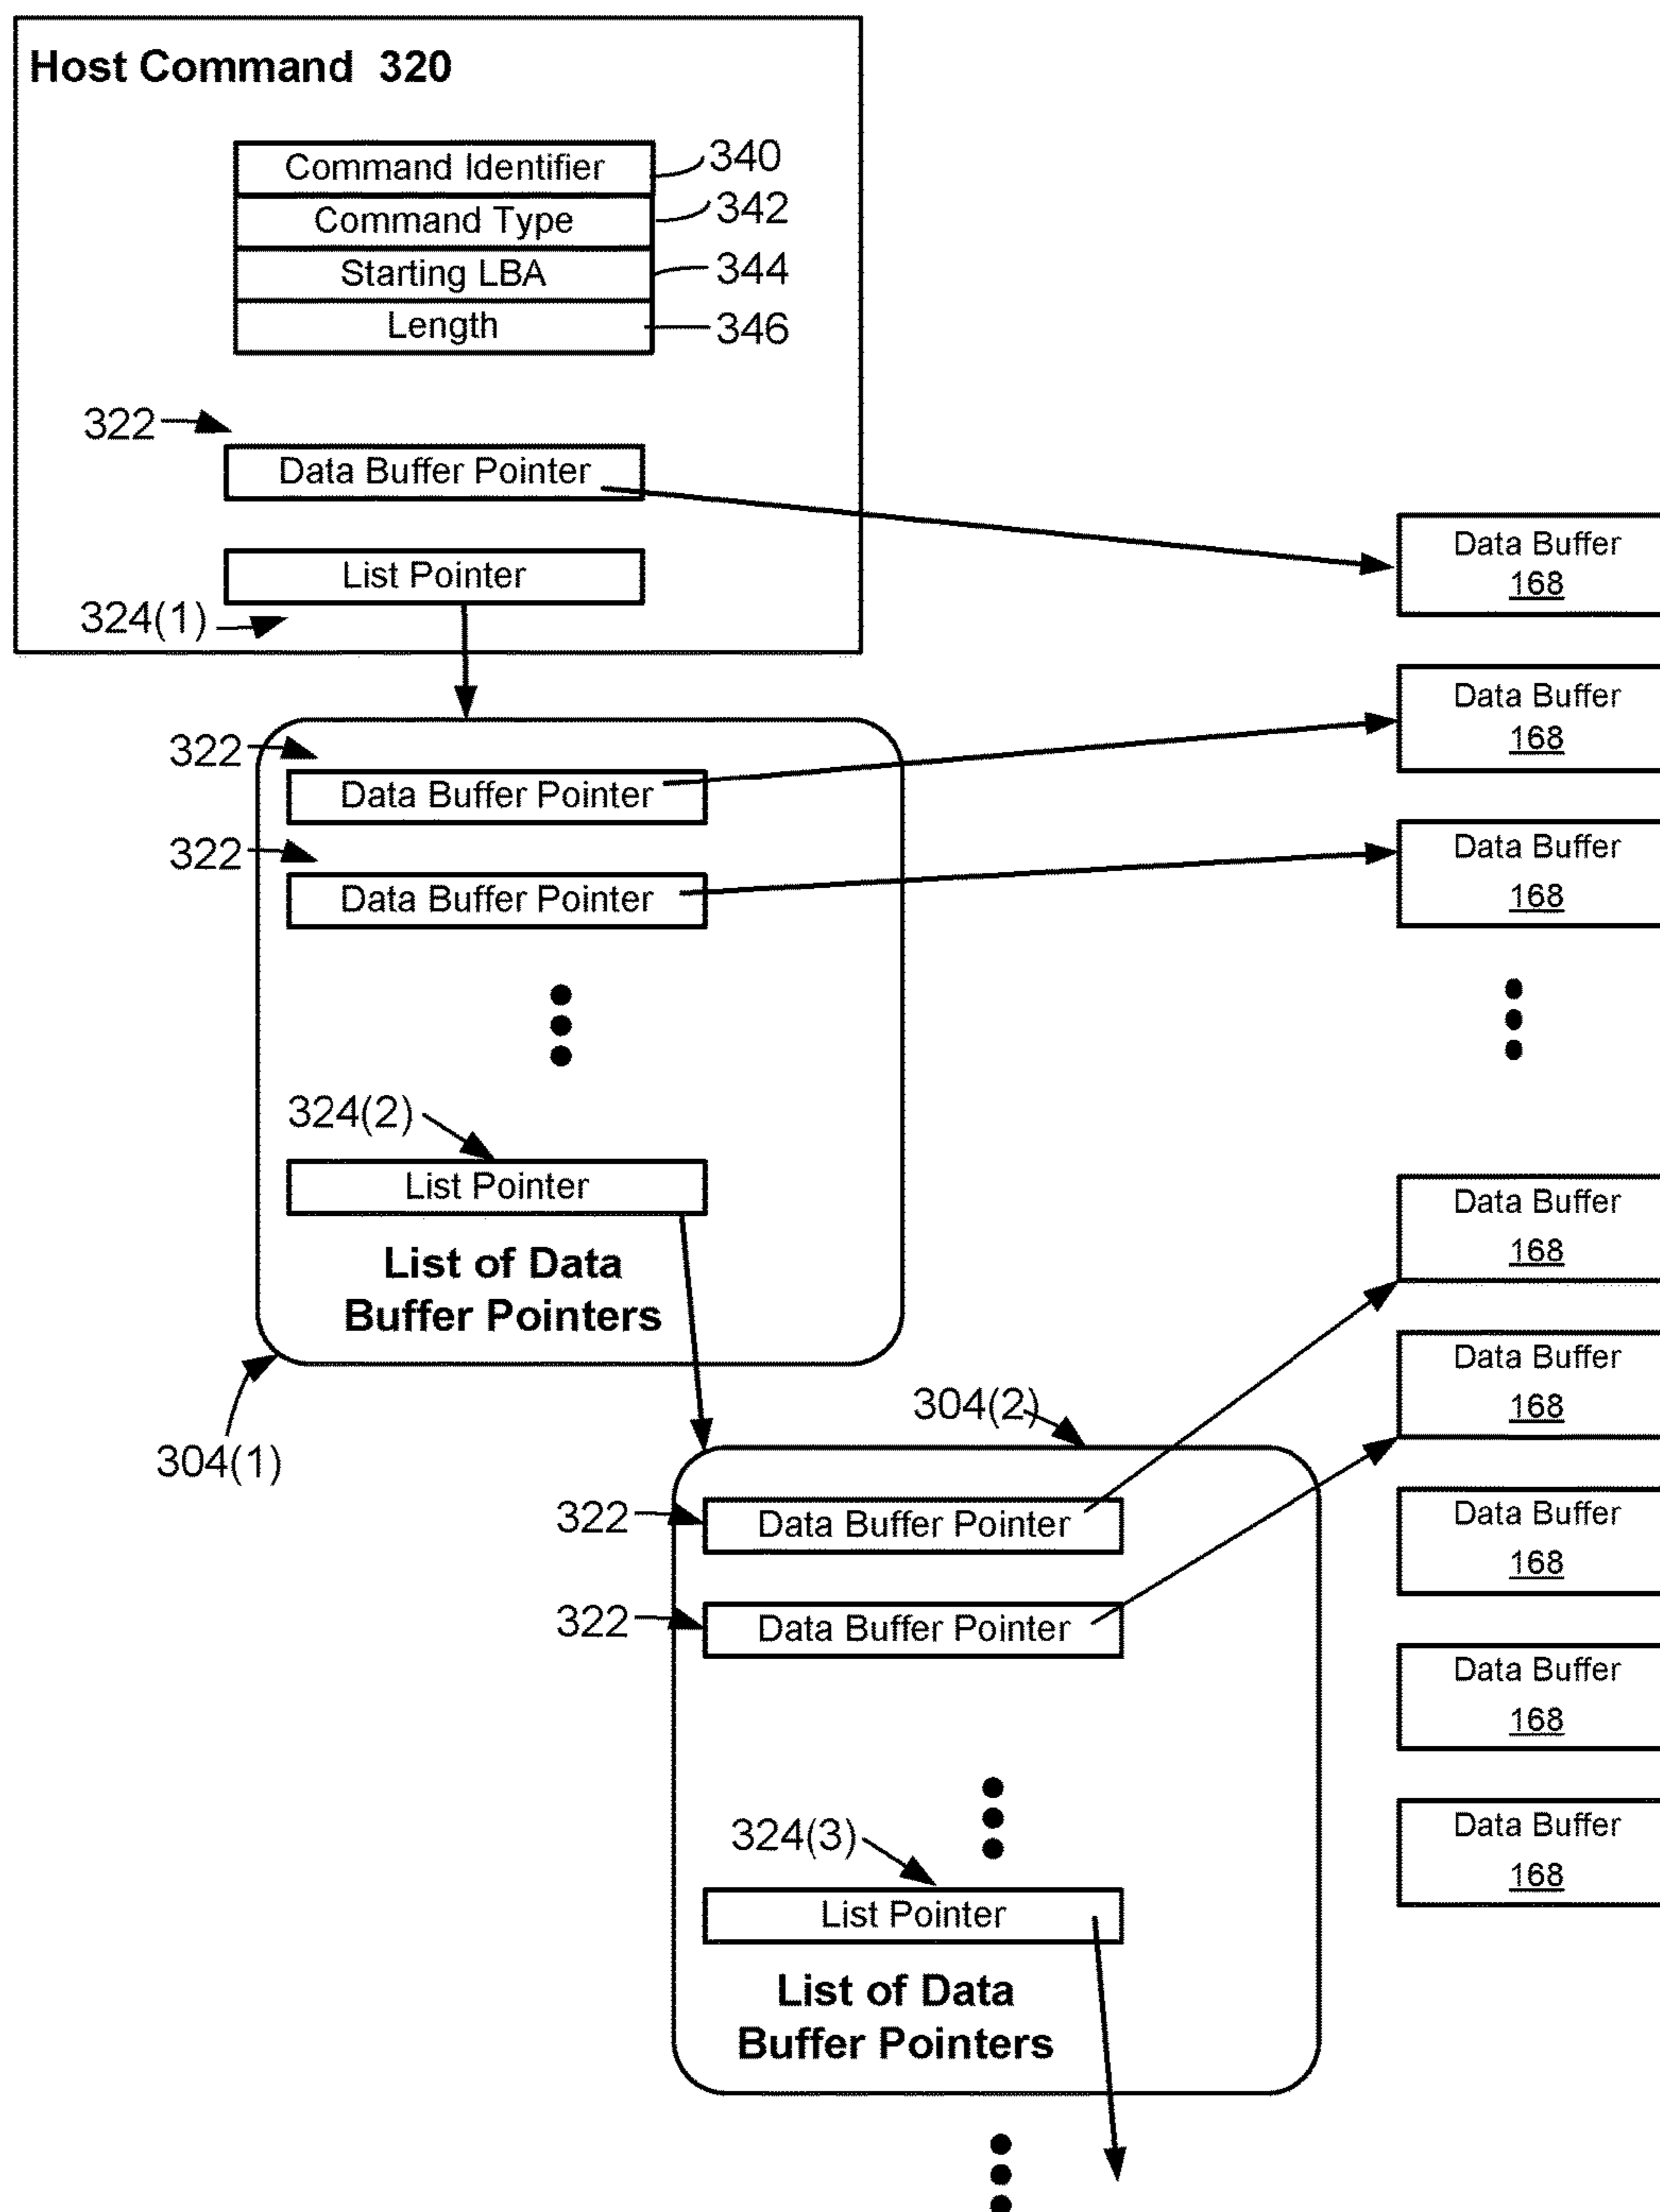 Host Command 320
Command Identifier
340
Command Type
342
Starting LBA
344
Length
346
322
Data Buffer Pointer
List Pointer
324(1)
Data Buffer
168
Data Buffer
168
Data Buffer
168
322
Data Buffer Pointer
322
Data Buffer Pointer
324(2)
List Pointer
List of Data
Buffer Pointers
304(1)
Data Buffer
168
Data Buffer
168
Data Buffer
168
Data Buffer
168
Data Buffer
168
304(2)
322
Data Buffer Pointer
322
Data Buffer Pointer
324(3)
List Pointer
List of Data
Buffer Pointers